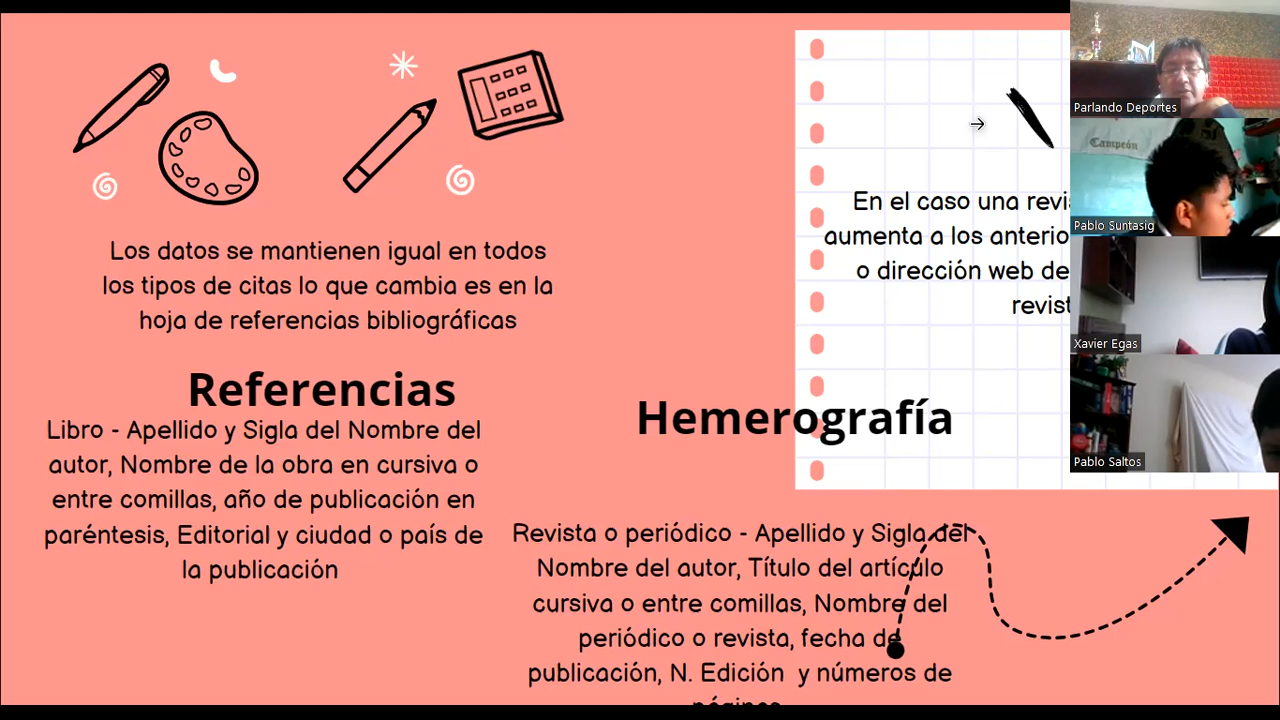 Los datos se mantienen igual en todos
los tipos de citas lo que cambia es en la
hoja de referencias bibliográficas
Referencias
Libro - Apellido y Sigla del Nombre del
autor, Nombre de la obra en cursiva o
entre comillas, año de publicación en
paréntesis, Editorial y ciudad o país de
la publicación
Hemerografía
Revista o periódico - Apellido y Sigla del
Nombre del autor, Título del artículo
cursiva o entre comillas, Nombre del
periódico o revista, fecha de
publicación, N. Edición y números de
En el caso una
aumenta a los
o dirección web de
Parlando Deportes
Campeón
Pablo Suntasig
Xavier Egas
Pablo Saltos